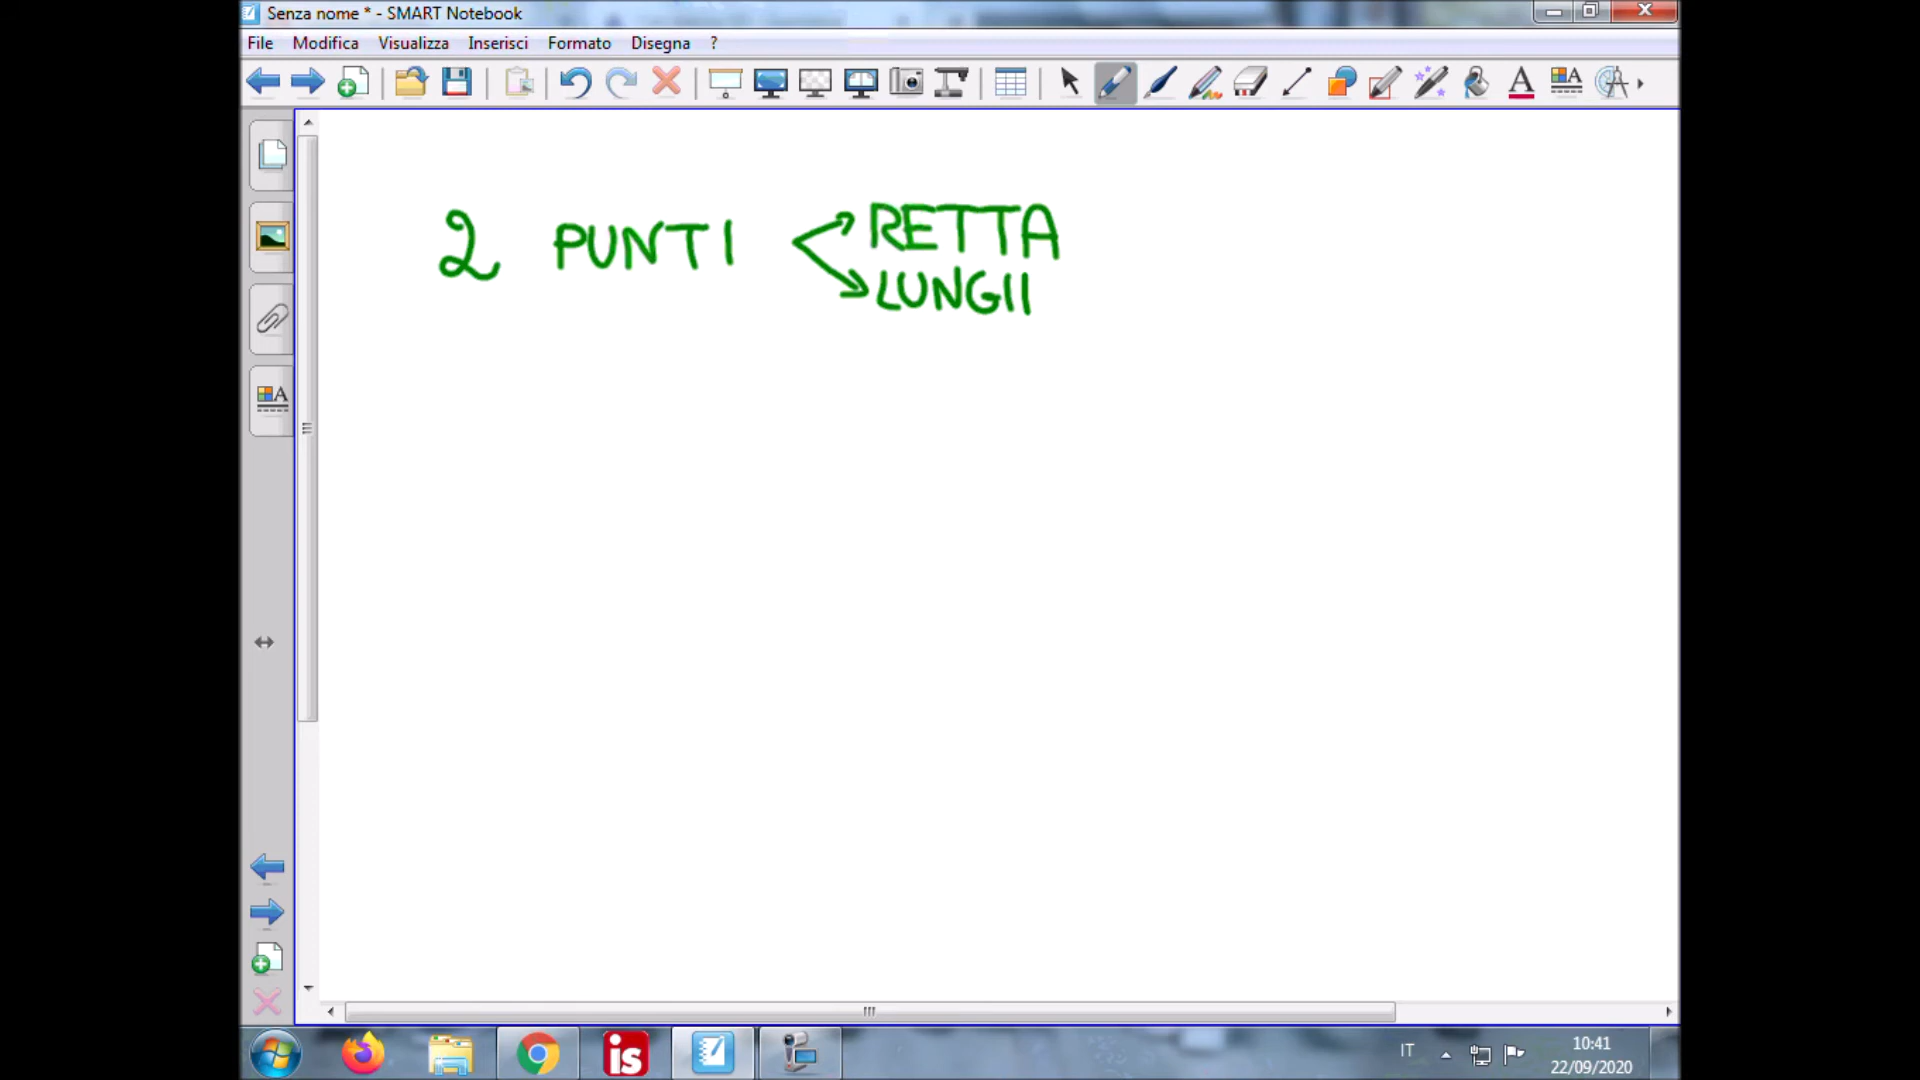 Senza nome * - SMART Notebook
File Modifica Visualizza Inserisci Formato Disegna ?
2 PUNTI RETTA
LUNGII
IT 10:41
22/09/2020